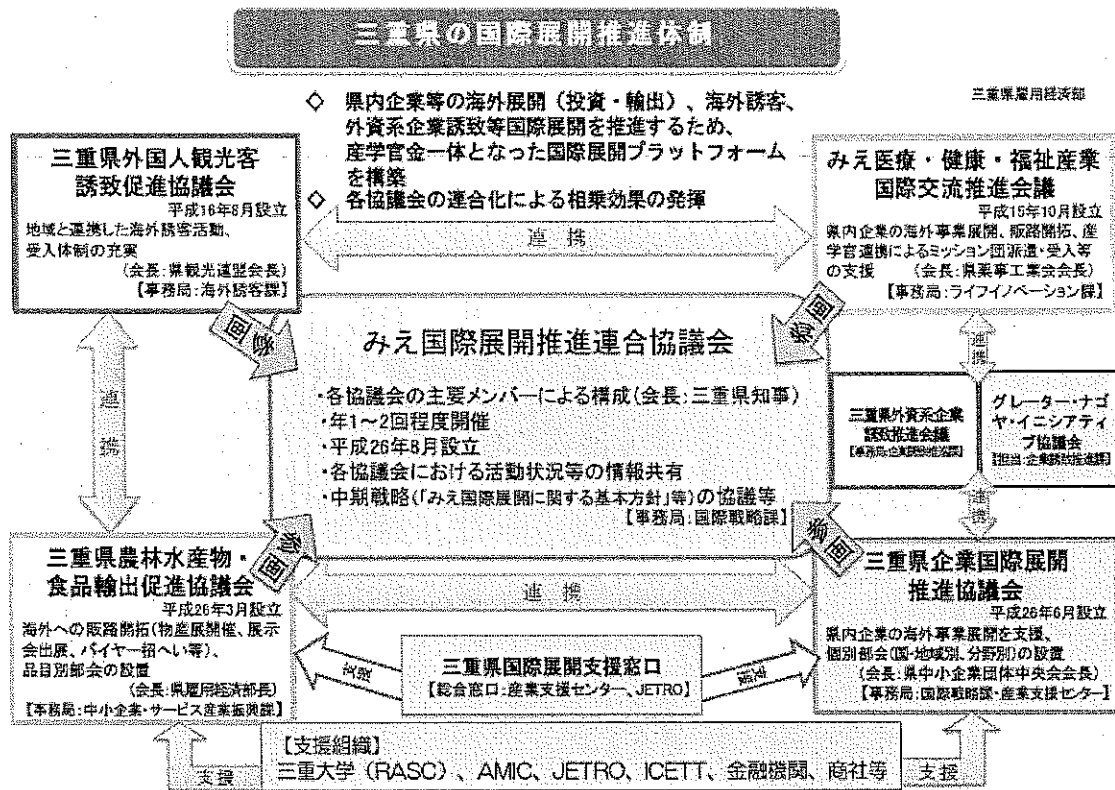 三重県の国際展開推進体制
三重県雇用経済部
◇ 県内企業等の海外展開（投資・輸出）、海外誘客、
外資系企業誘致等国際展開を推進するため、
産学官金一体となった国際展開プラットフォーム
を構築
◇ 各協議会の連合化による相乗効果の発揮
三重県外国人観光客
誘致促進協議会
平成16年8月設立
地域と連携した海外誘客活動、
受入体制の充実
（会長：県観光連盟会長）
【事務局：海外誘客課】
連 携
みえ医療・健康・福祉産業
国際交流推進会議
平成15年10月設立
県内企業の海外事業展開、販路開拓、産
学官連携によるミッション団派遣・受入等
の支援 （会長：県薬事工業会会長）
【事務局：ライフイノベーション課】
参画
参画
みえ国際展開推進連合協議会
・各協議会の主要メンバーによる構成（会長：三重県知事）
・年1～2回程度開催
・平成26年8月設立
・各協議会における活動状況等の情報共有
・中期戦略（「みえ国際展開に関する基本方針」等）の協議等
【事務局：国際戦略課】
連携
連携
三重県外資系企業
誘致推進会議
【事務局：企業誘致推進課】
グレーター・ナゴ
ヤ・イニシアティ
ブ協議会
【担当：企業誘致推進課】
連携
参画
参画
三重県農林水産物・
食品輸出促進協議会
平成26年3月設立
海外への販路開拓（物産展開催、展示
会出展、バイヤー招へい等）、
品目別部会の設置
（会長：県雇用経済部長）
【事務局：中小企業・サービス産業振興課】
連 携
三重県企業国際展開
推進協議会
平成26年6月設立
県内企業の海外事業展開を支援、
個別部会（国・地域別、分野別）の設置
（会長：県中小企業団体中央会会長）
【事務局：国際戦略課・産業支援センター】
支援
三重県国際展開支援窓口
【総合窓口：産業支援センター、JETRO】
支援
支援
【支援組織】
三重大学（RASC）、AMIC、JETRO、ICETT、金融機関、商社等
支援